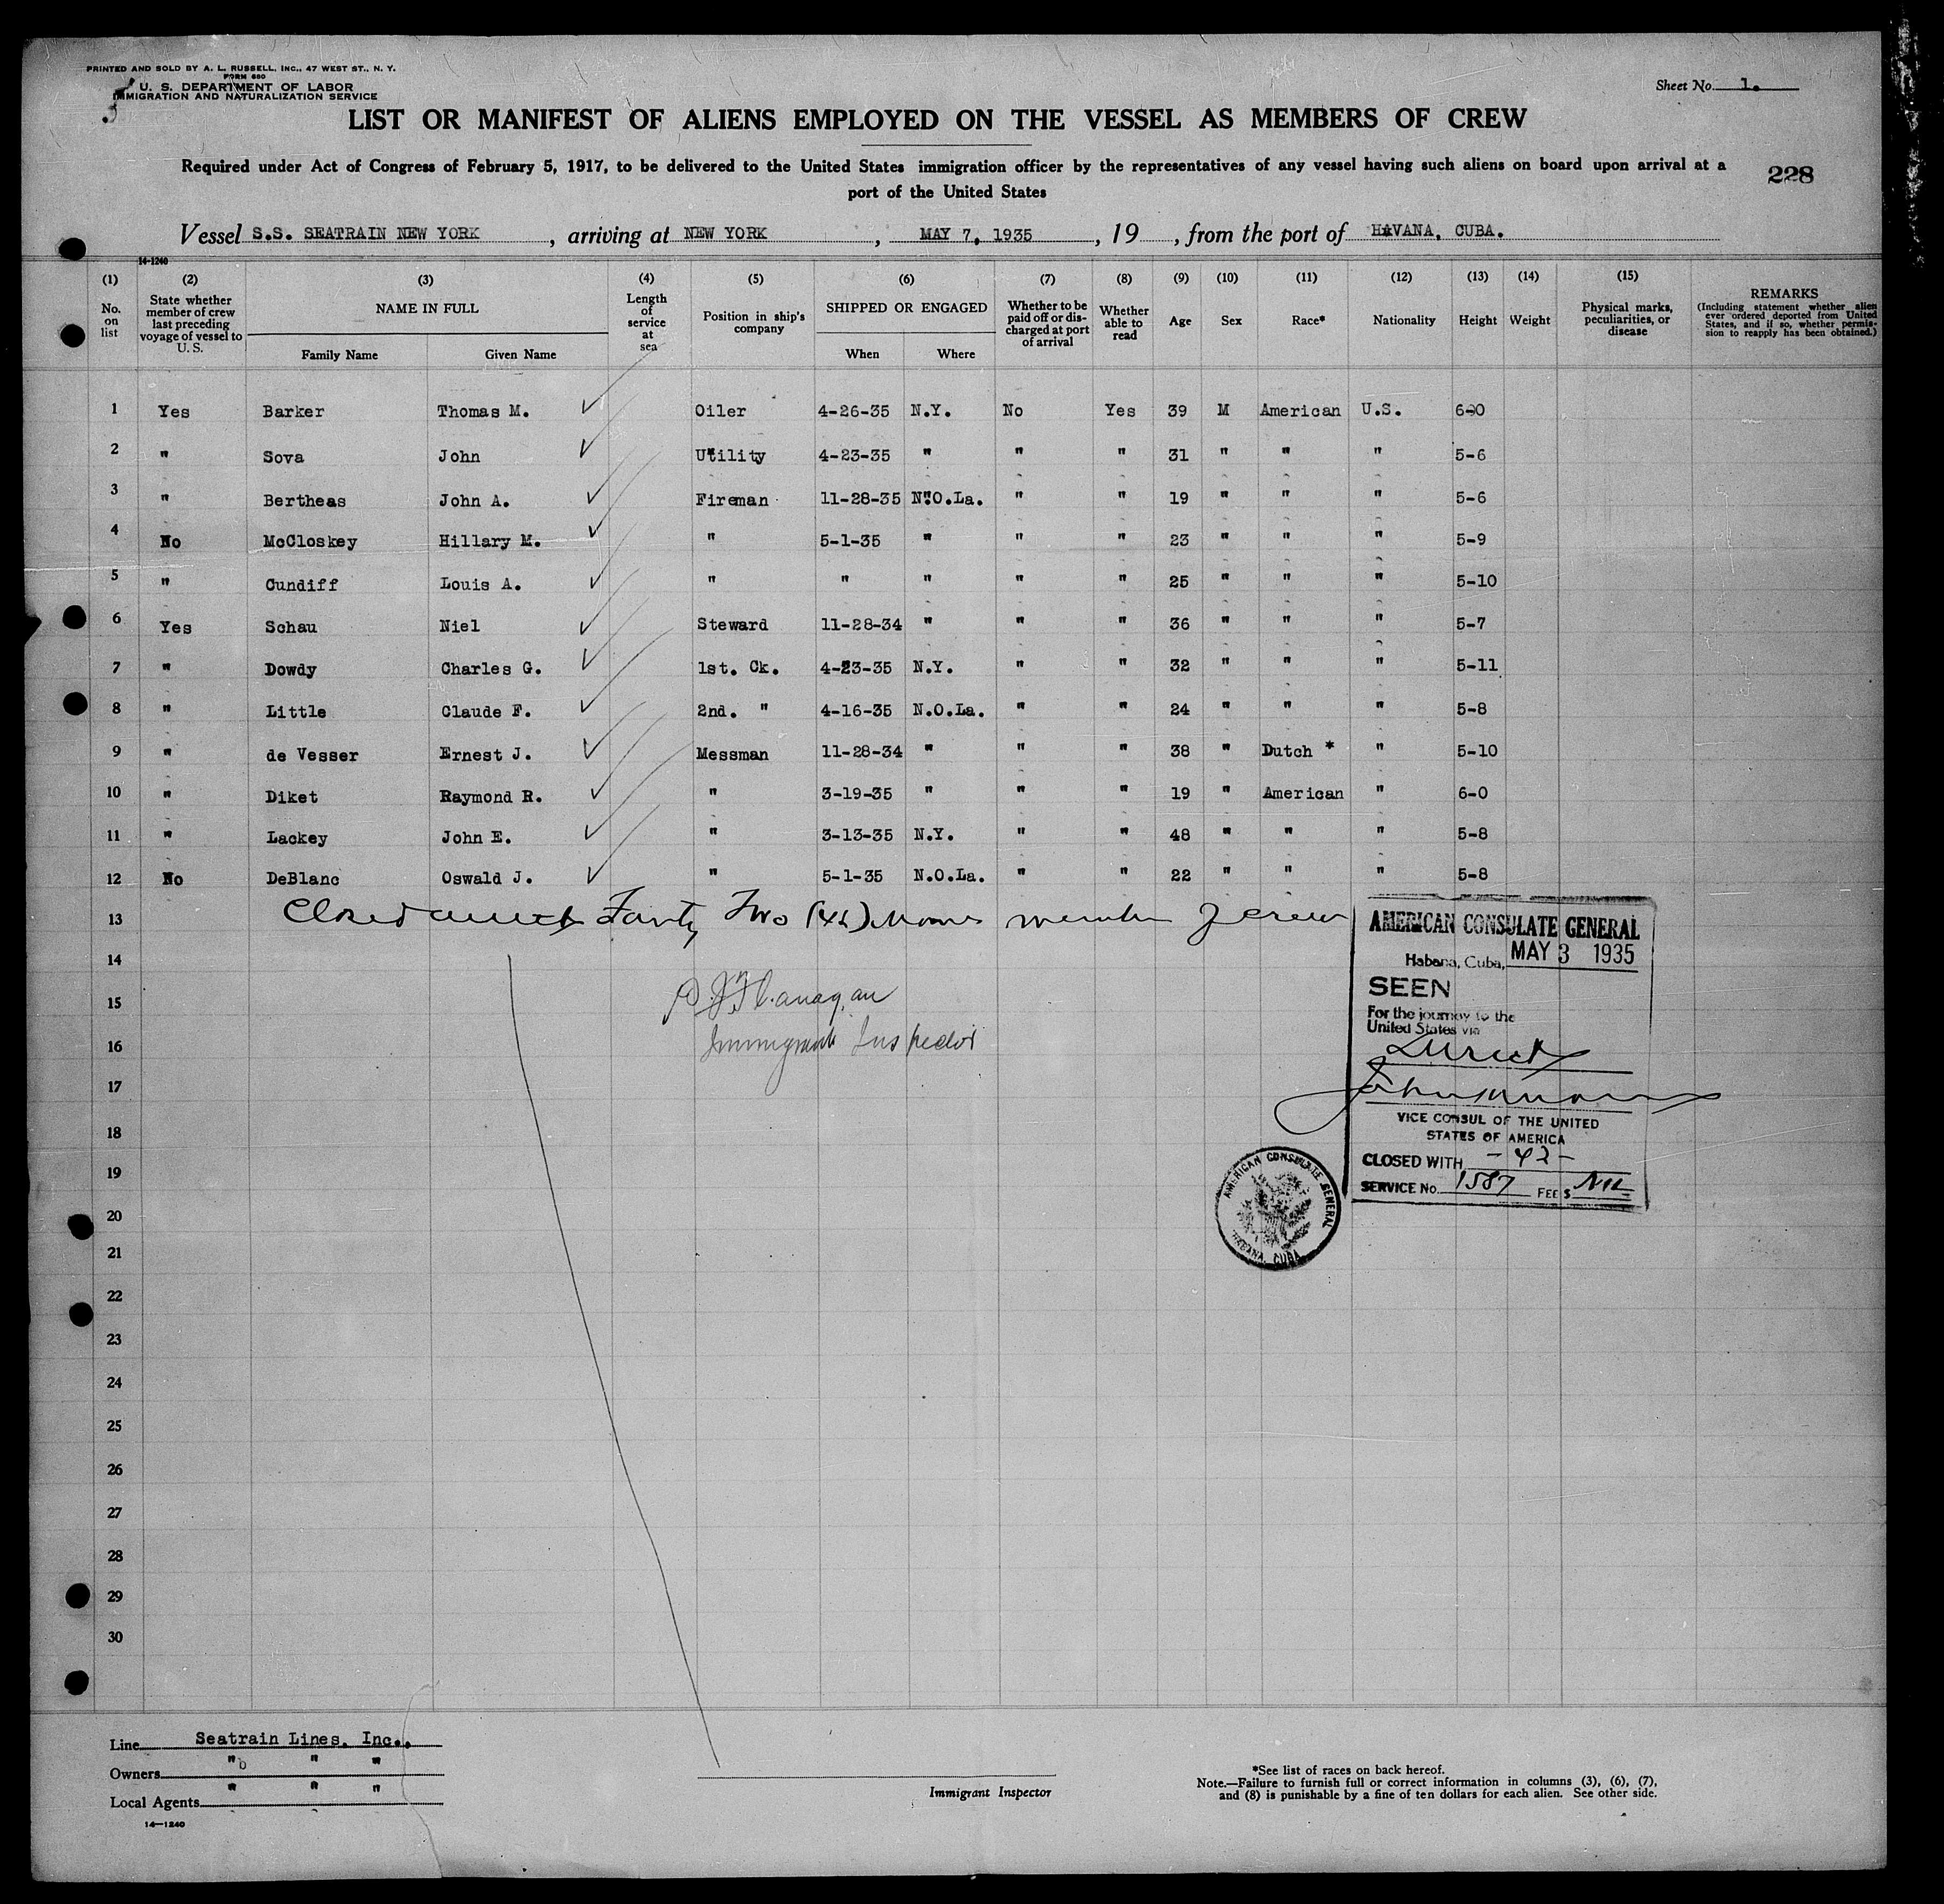 PRINTED AND SOLD BY A. L. RUSSELL, INC., 47 WEST ST., N. Y.
FORM 680
U. S. DEPARTMENT OF LABOR
IMMIGRATION AND NATURALIZATION SERVICE
Sheet No. 1.
LIST OR MANIFEST OF ALIENS EMPLOYED ON THE VESSEL AS MEMBERS OF CREW
Required under Act of Congress of February 5, 1917, to be delivered to the United States immigration officer by the representatives of any vessel having such aliens on board upon arrival at a
port of the United States
228
Vessel S.S. SEATRAIN NEW YORK, arriving at NEW YORK, MAY 7, 1935, 19 , from the port of HAVANA, CUBA.
14-1240
(1) No. on list (2) State whether member of crew last preceding voyage of vessel to U.S. (3) NAME IN FULL Family Name Given Name (4) Length of service at sea (5) Position in ship's company (6) SHIPPED OR ENGAGED When Where (7) Whether to be paid off or discharged at port of arrival (8) Whether able to read (9) Age (10) Sex (11) Race* (12) Nationality (13) Height (14) Weight (15) Physical marks, peculiarities, or disease REMARKS (Including statement whether alien ever ordered deported from United States, and if so, whether permission to reapply has been obtained.)
1 Yes Barker Thomas M. Oiler 4-26-35 N.Y. No Yes 39 M American U.S. 6-0
2 " Sova John Utility 4-23-35 " " " 31 " " " 5-6
3 " Bertheas John A. Fireman 11-28-35 N.O.La. " " 19 " " " 5-6
4 No McCloskey Hillary M. " 5-1-35 " " " 23 " " " 5-9
5 " Cundiff Louis A. " " " " " 25 " " " 5-10
6 Yes Schau Niel Steward 11-28-34 " " " 36 " " " 5-7
7 " Dowdy Charles G. 1st. Ck. 4-23-35 N.Y. " " 32 " " " 5-11
8 " Little Claude F. 2nd. " 4-16-35 N.O.La. " " 24 " " " 5-8
9 " de Vesser Ernest J. Messman 11-28-34 " " " 38 " Dutch * " 5-10
10 " Diket Raymond R. " 3-19-35 " " " 19 " American " 6-0
11 " Lackey John E. " 3-13-35 N.Y. " " 48 " " " 5-8
12 No DeBlanc Oswald J. " 5-1-35 N.O.La. " " 22 " " " 5-8
13 Closed Forty Two (42) members of crew
14
15
16
17
18
19
20
21
22
23
24
25
26
27
28
29
30
Flanagan
Immigrant Inspector
AMERICAN CONSULATE GENERAL
Habana, Cuba, MAY 3 1935
SEEN
For the journey to the
United States via
Direct
VICE CONSUL OF THE UNITED
STATES OF AMERICA
CLOSED WITH -42-
SERVICE No. 1587 FEE $ Nil
AMERICAN CONSULATE GENERAL
HABANA, CUBA
Line Seatrain Lines, Inc.,
Owners " " "
Local Agents " " "
14-1240
Immigrant Inspector
*See list of races on back hereof.
Note.—Failure to furnish full or correct information in columns (3), (6), (7),
and (8) is punishable by a fine of ten dollars for each alien. See other side.